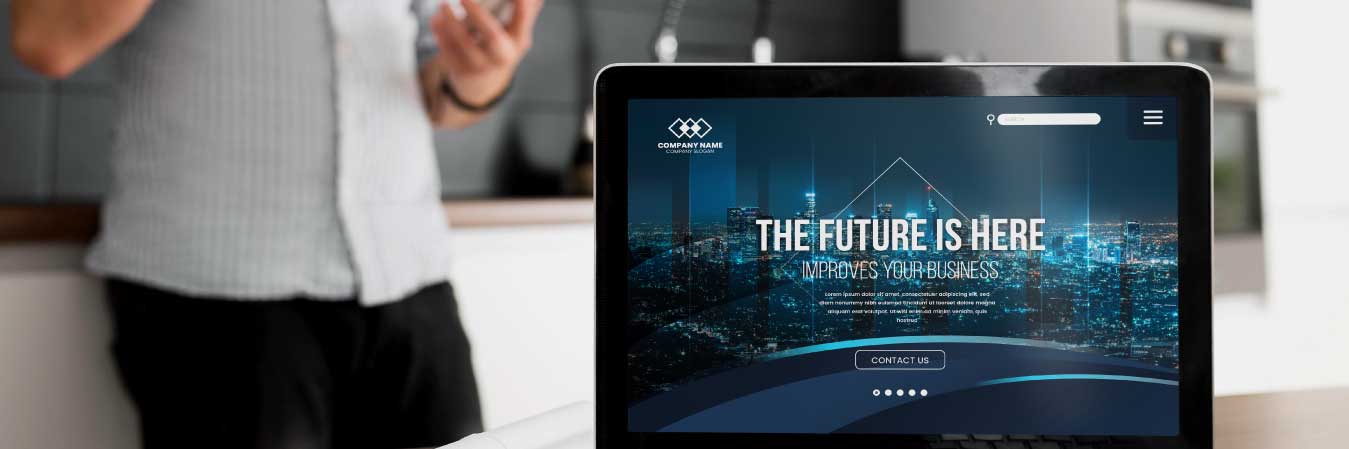 COMPANY NAME
COMPANY SLOGAN
SEARCH
THE FUTURE IS HERE
IMPROVES YOUR BUSINESS
Lorem ipsum dolor sit amet, consectetuer adipiscing elit, sed
diam nonummy nibh euismod tincidunt ut laoreet dolore magna
aliquam erat volutpat. Ut wisi enim ad minim veniam, quis
nostrud
CONTACT US